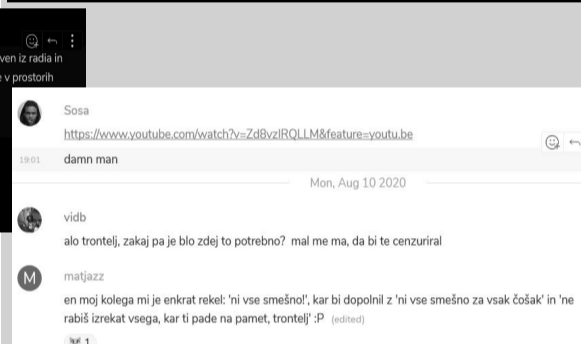 ven iz radia in
v prostorih
Sosa
https://www.youtube.com/watch?v=Zd8vzIRQLLM&feature=youtu.be
19:01 damn man
Mon, Aug 10 2020
vidb
alo trontelj, zakaj pa je blo zdej to potrebno? mal me ma, da bi te cenzuriral
M
matjazz
en moj kolega mi je enkrat rekel: 'ni vse smešno!', kar bi dopolnil z 'ni vse smešno za vsak čošak' in 'ne
rabiš izrekat vsega, kar ti pade na pamet, trontelj' :P (edited)
1